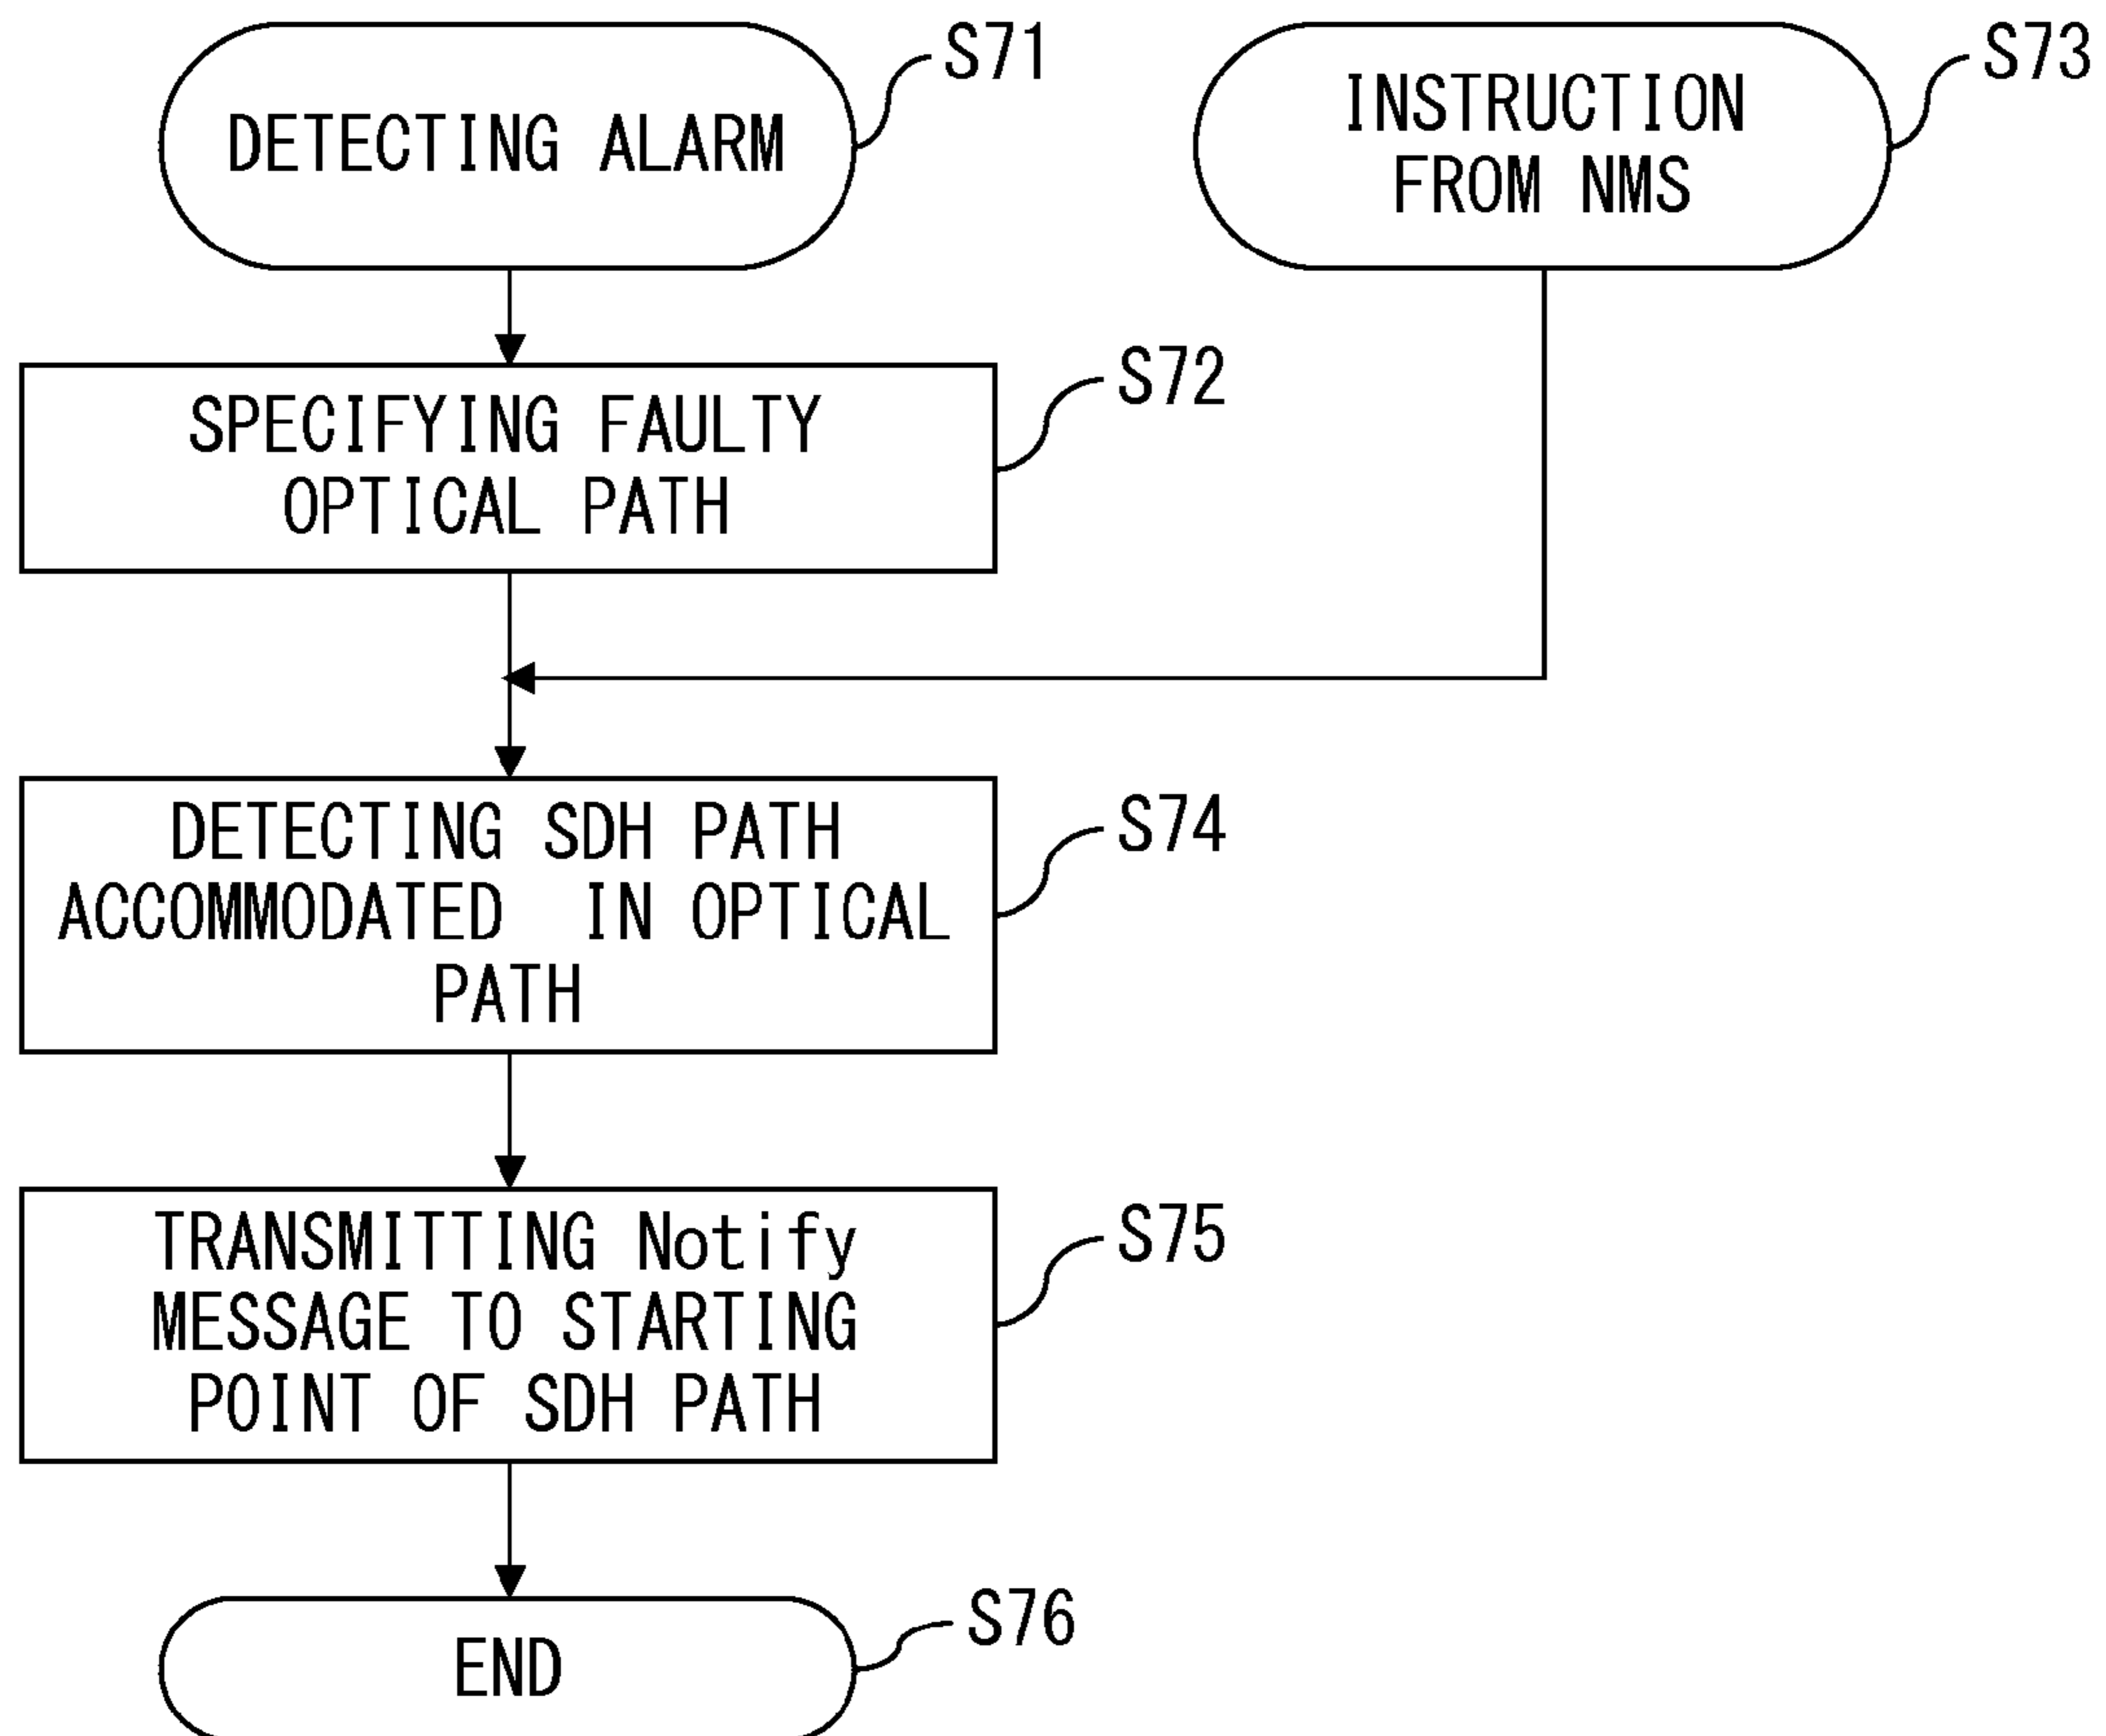 DETECTING ALARM
S71
INSTRUCTION
FROM NMS
S73
SPECIFYING FAULTY
OPTICAL PATH
S72
DETECTING SDH PATH
ACCOMMODATED IN OPTICAL
PATH
S74
TRANSMITTING Notify
MESSAGE TO STARTING
POINT OF SDH PATH
S75
END
S76